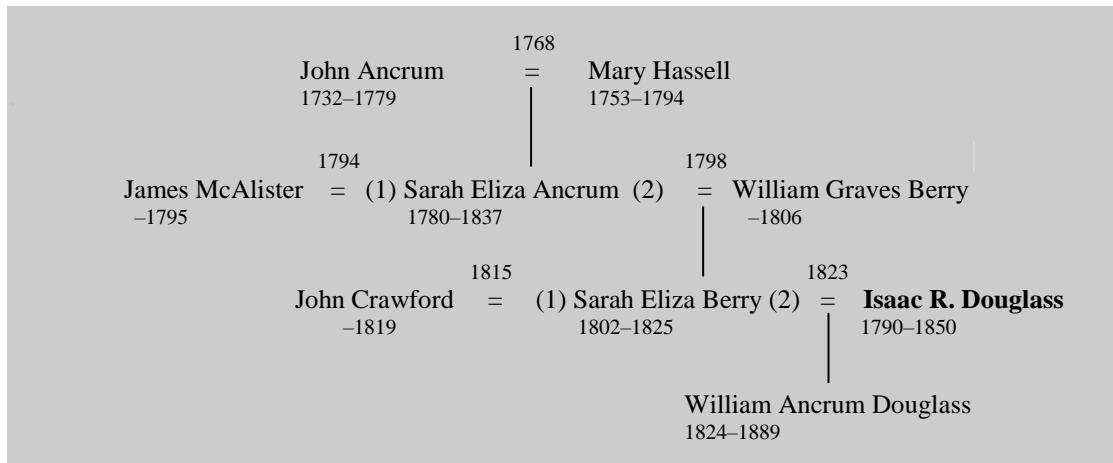 1768
John Ancrum = Mary Hassell
1732–1779 1753–1794
1794 1798
James McAlister = (1) Sarah Eliza Ancrum (2) = William Graves Berry
–1795 1780–1837 –1806
1815 1823
John Crawford = (1) Sarah Eliza Berry (2) = Isaac R. Douglass
–1819 1802–1825 1790–1850
William Ancrum Douglass
1824–1889